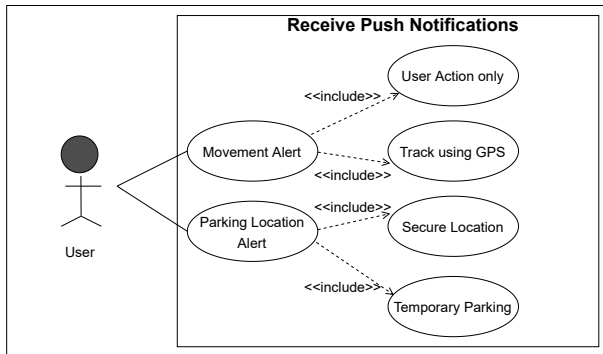 Receive Push Notifications
User Action only
<<include>>
Movement Alert
Track using GPS
<<include>>
<<include>>
Parking Location
Alert
Secure Location
User
<<include>>
Temporary Parking